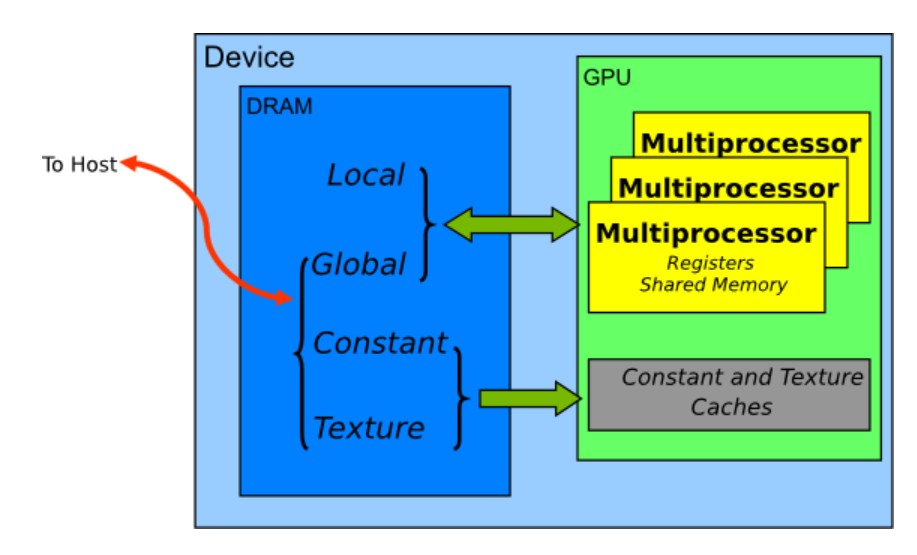 Device
DRAM
To Host
Local
Global
Constant
Texture
GPU
Multiprocessor
Multiprocessor
Multiprocessor
Registers
Shared Memory
Constant and Texture
Caches